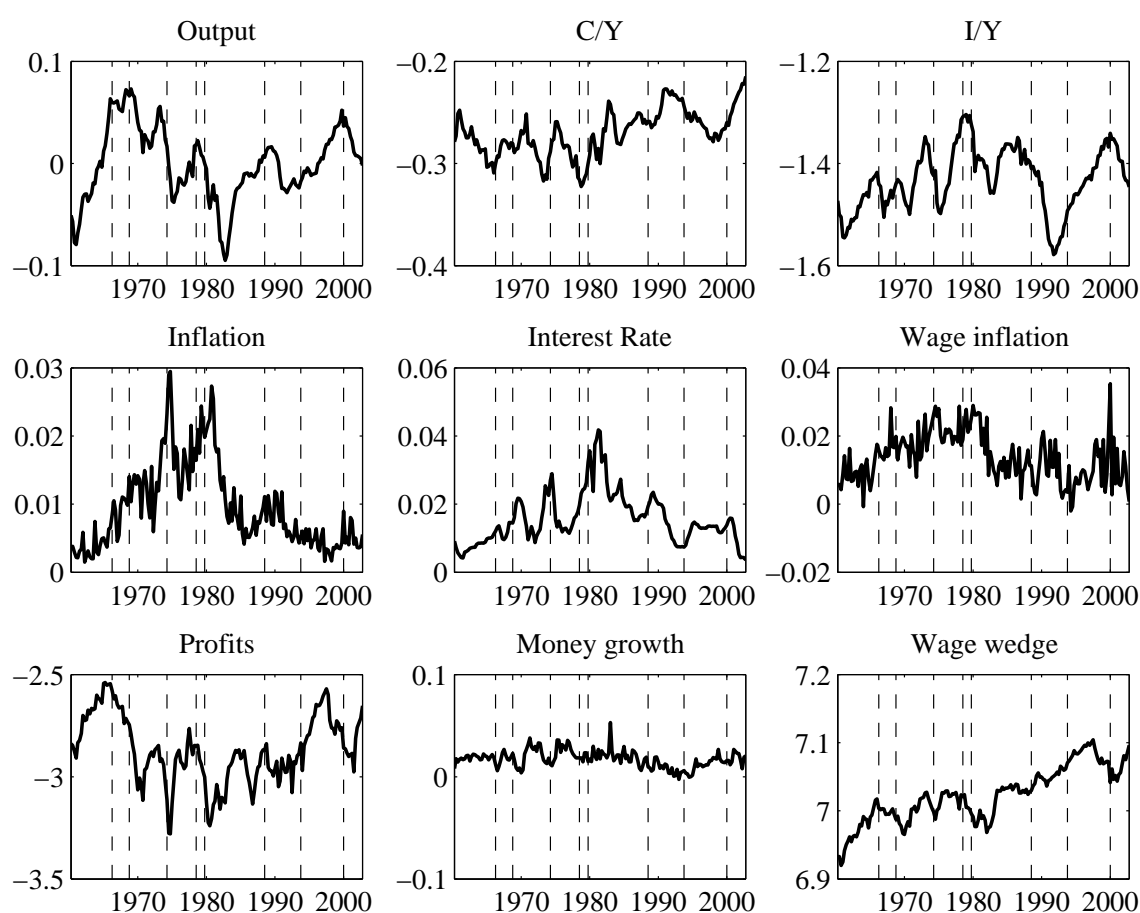 Output C/Y I/Y
0.1 −0.2 −1.2
0 −0.3 −1.4
−0.1 −0.4 −1.6
1970 1980 1990 2000 1970 1980 1990 2000 1970 1980 1990 2000
Inflation Interest Rate Wage inflation
0.03 0.06 0.04
0.02 0.04 0.02
0.01 0.02 0
0 0 −0.02
1970 1980 1990 2000 1970 1980 1990 2000 1970 1980 1990 2000
Profits Money growth Wage wedge
−2.5 0.1 7.2
7.1
−3 0 7
−3.5 −0.1 6.9
1970 1980 1990 2000 1970 1980 1990 2000 1970 1980 1990 2000